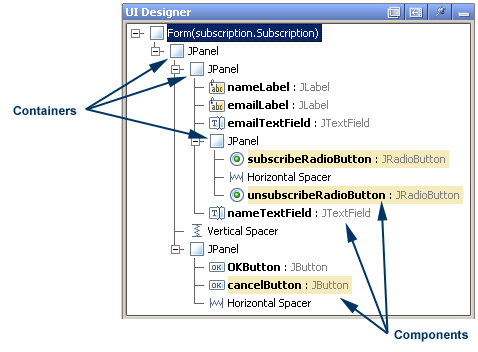 UI Designer
Form(subscription.Subscription)
JPanel
JPanel
nameLabel : JLabel
emailLabel : JLabel
emailTextField : JTextField
JPanel
subscribeRadioButton : JRadioButton
Horizontal Spacer
unsubscribeRadioButton : JRadioButton
nameTextField : JTextField
Vertical Spacer
JPanel
OKButton : JButton
cancelButton : JButton
Horizontal Spacer
Containers
Components